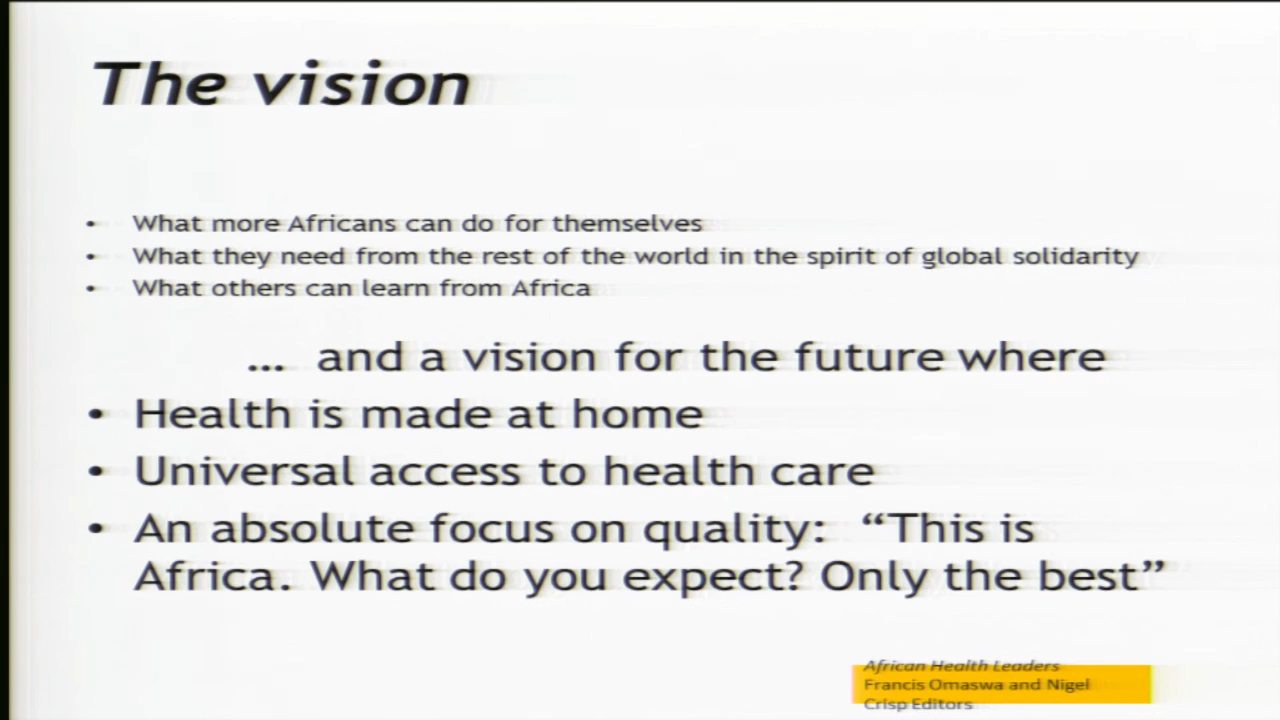 The vision
• What more Africans can do for themselves
• What they need from the rest of the world in the spirit of global solidarity
• What others can learn from Africa
... and a vision for the future where
• Health is made at home
• Universal access to health care
• An absolute focus on quality: “This is
Africa. What do you expect? Only the best”
African Health Leaders
Francis Omaswa and Nigel
Crisp Editors